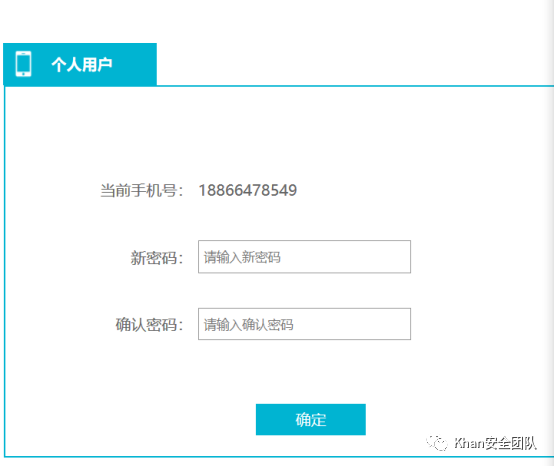 个人用户
当前手机号： 18866478549
新密码： 请输入新密码
确认密码： 请输入确认密码
确定
Khan安全团队